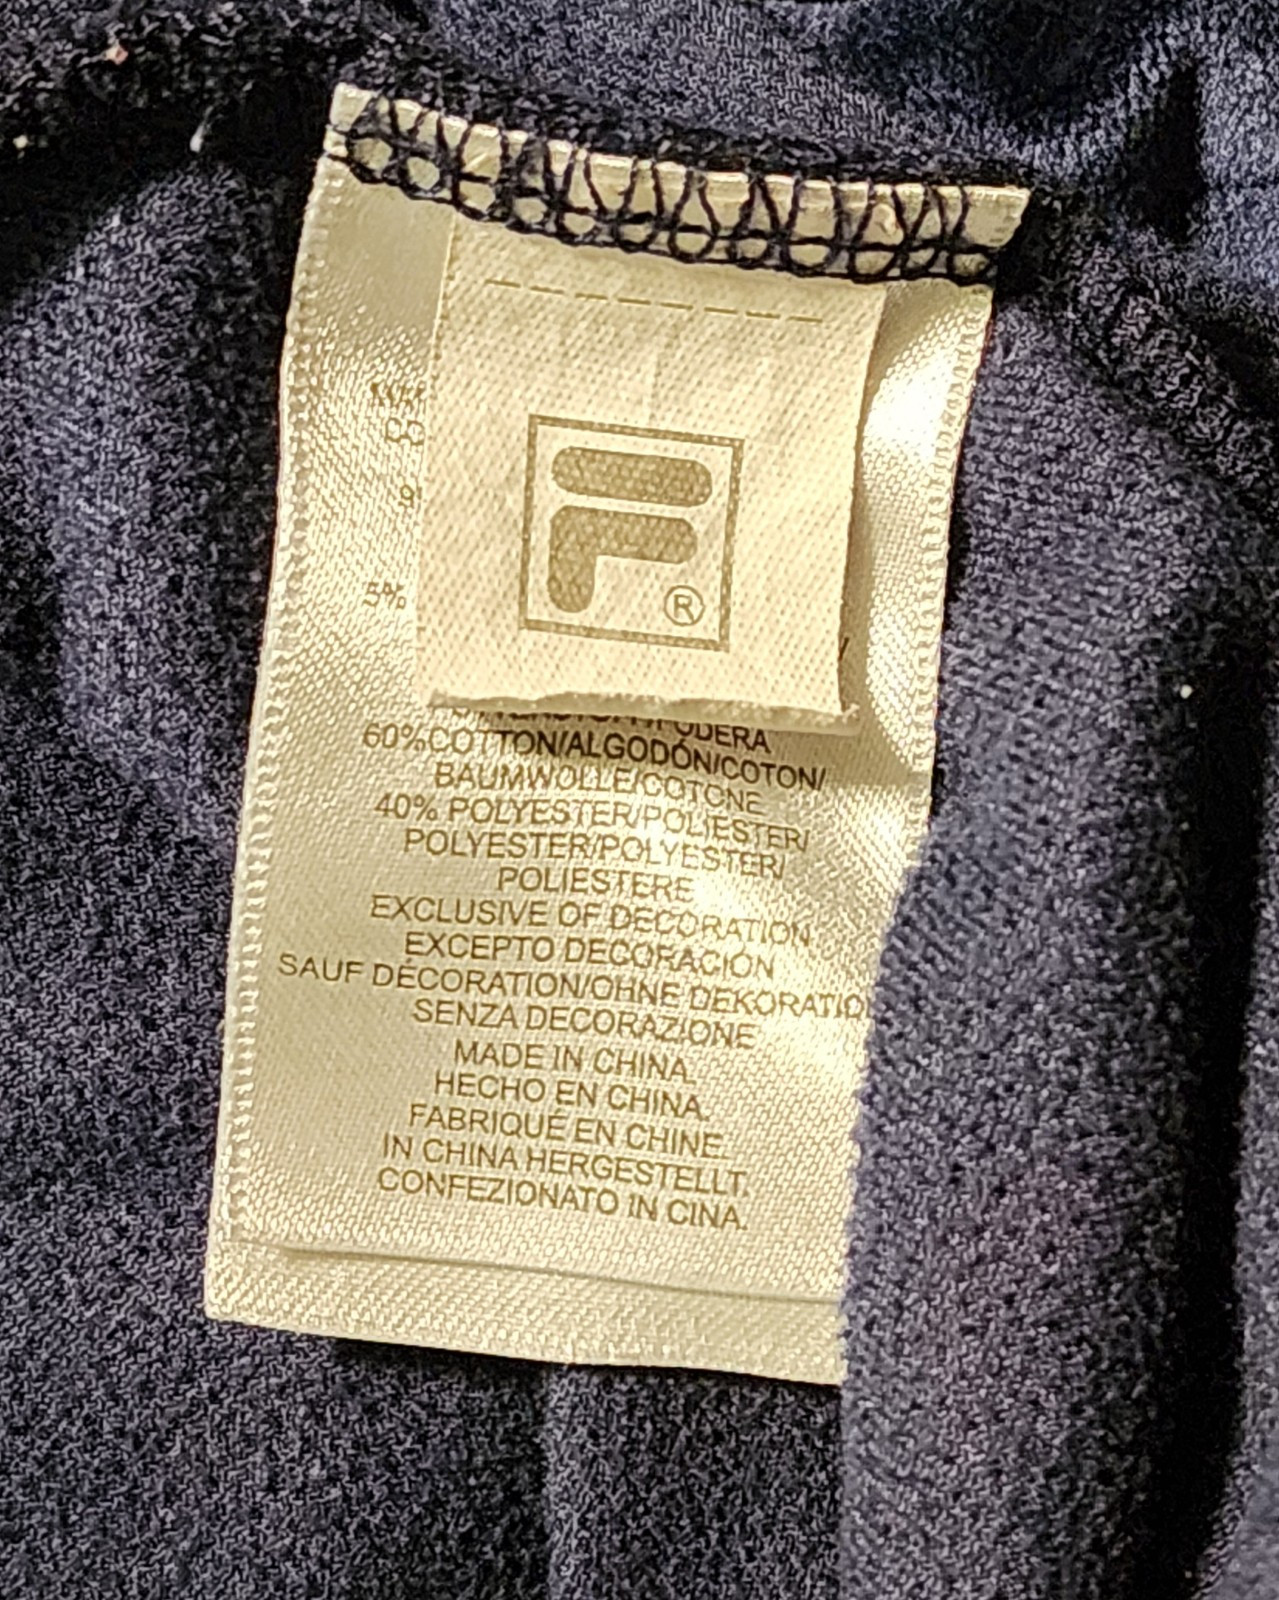 F
®
5%
60%COTTON/ALGODÓN/COTON/
BAUMWOLLE/COTONE
40% POLYESTER/POLIESTER/
POLYESTER/POLYESTER/
POLIESTERE
EXCLUSIVE OF DECORATION.
EXCEPTO DECORACIÓN
SAUF DÉCORATION/OHNE DEKORATIO
SENZA DECORAZIONE
MADE IN CHINA.
HECHO EN CHINA.
FABRIQUÉ EN CHINE.
IN CHINA HERGESTELLT.
CONFEZIONATO IN CINA.